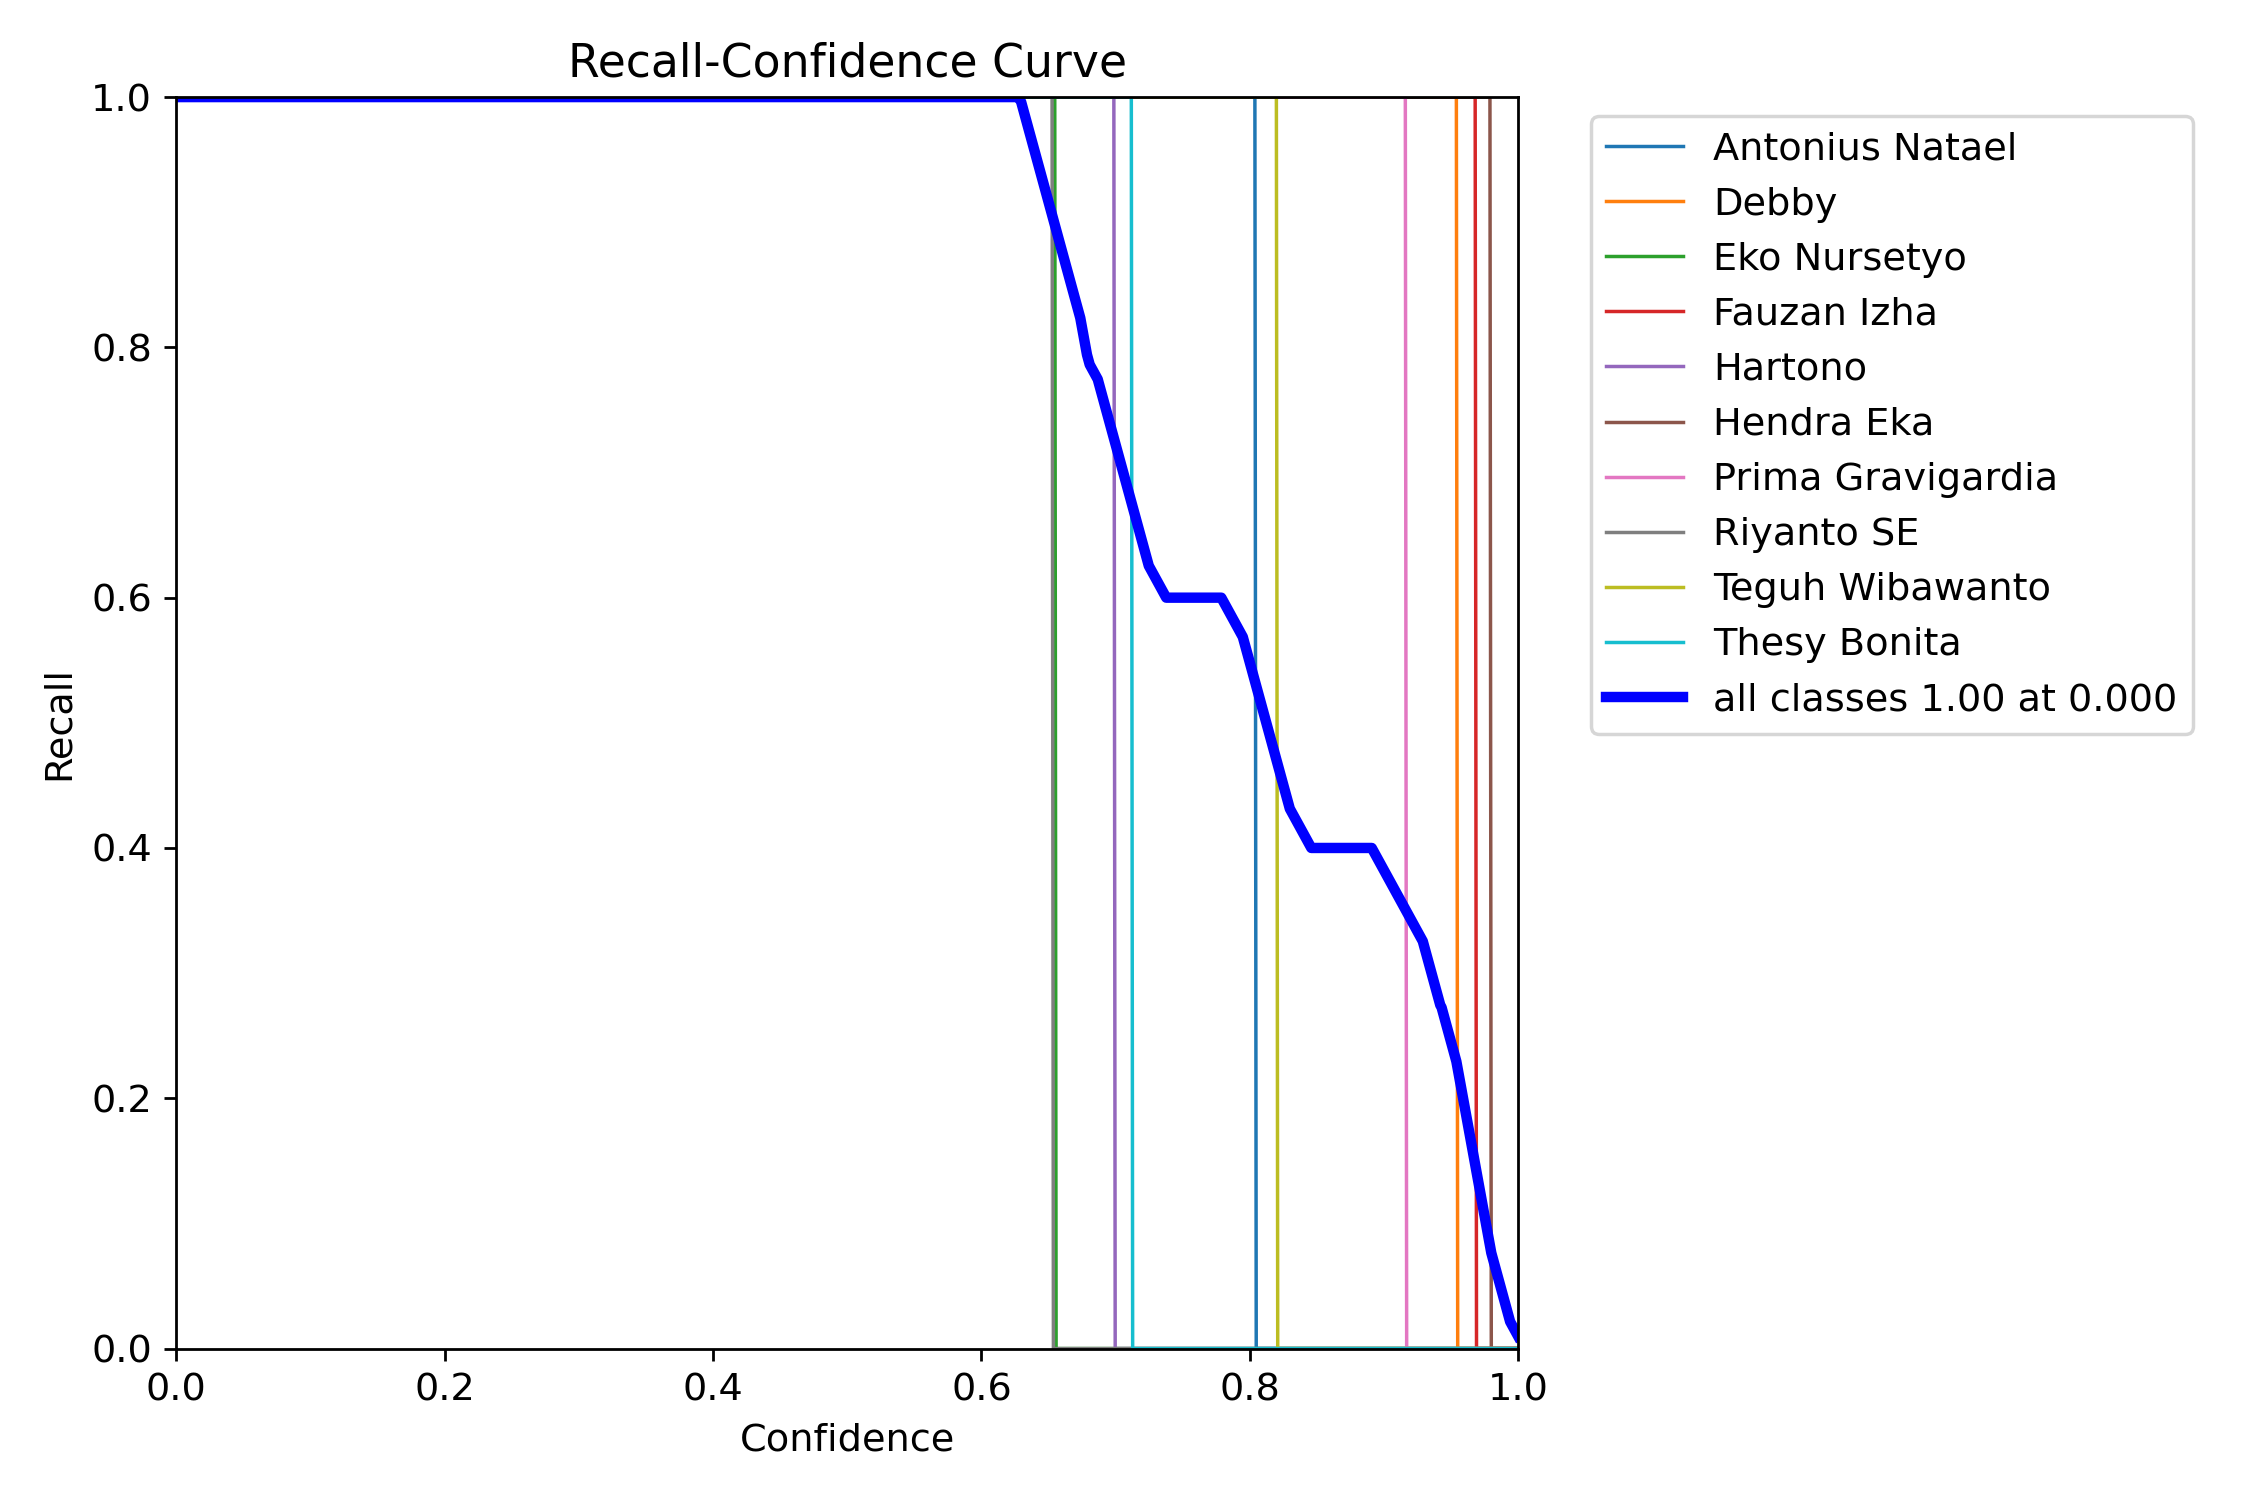 Recall-Confidence Curve
1.0
0.8
0.6
0.4
0.2
0.0
Recall
0.0 0.2 0.4 0.6 0.8 1.0
Confidence
Antonius Natael
Debby
Eko Nursetyo
Fauzan Izha
Hartono
Hendra Eka
Prima Gravigardia
Riyanto SE
Teguh Wibawanto
Thesy Bonita
all classes 1.00 at 0.000